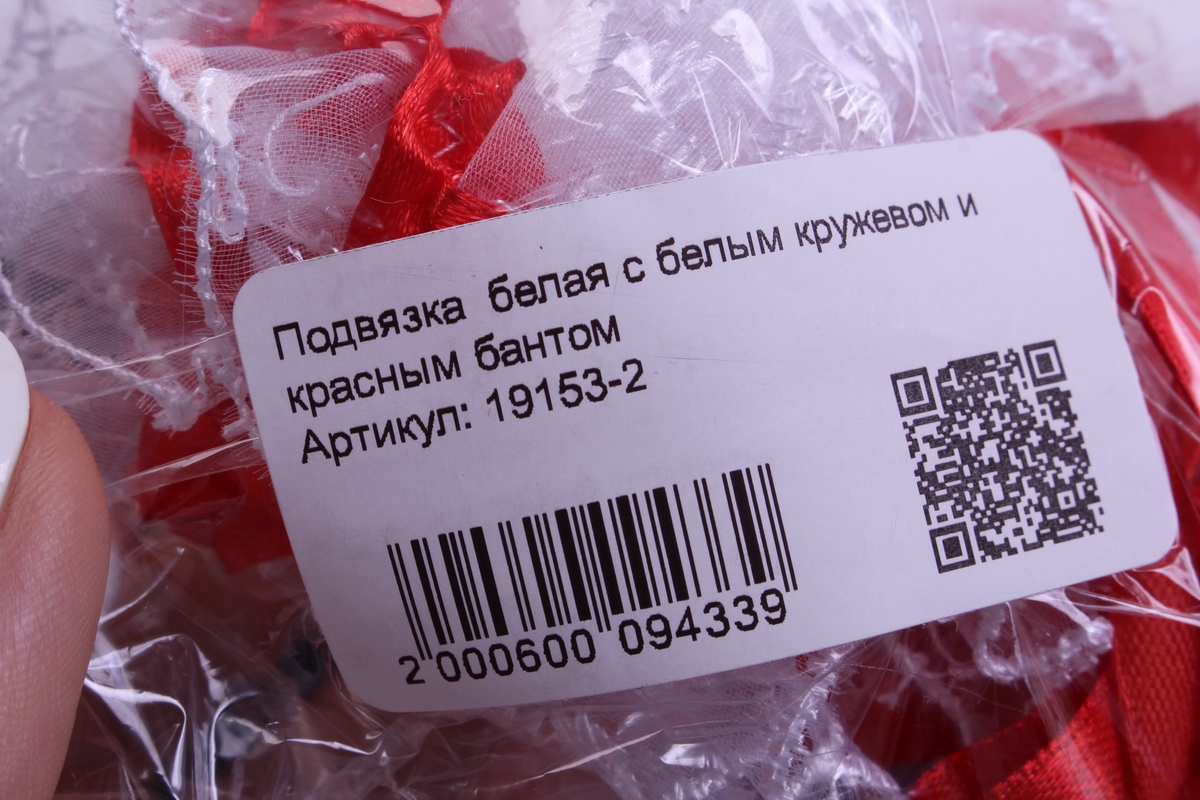 Подвязка белая с белым кружевом и
красным бантом
Артикул: 19153-2
2 000600 094339